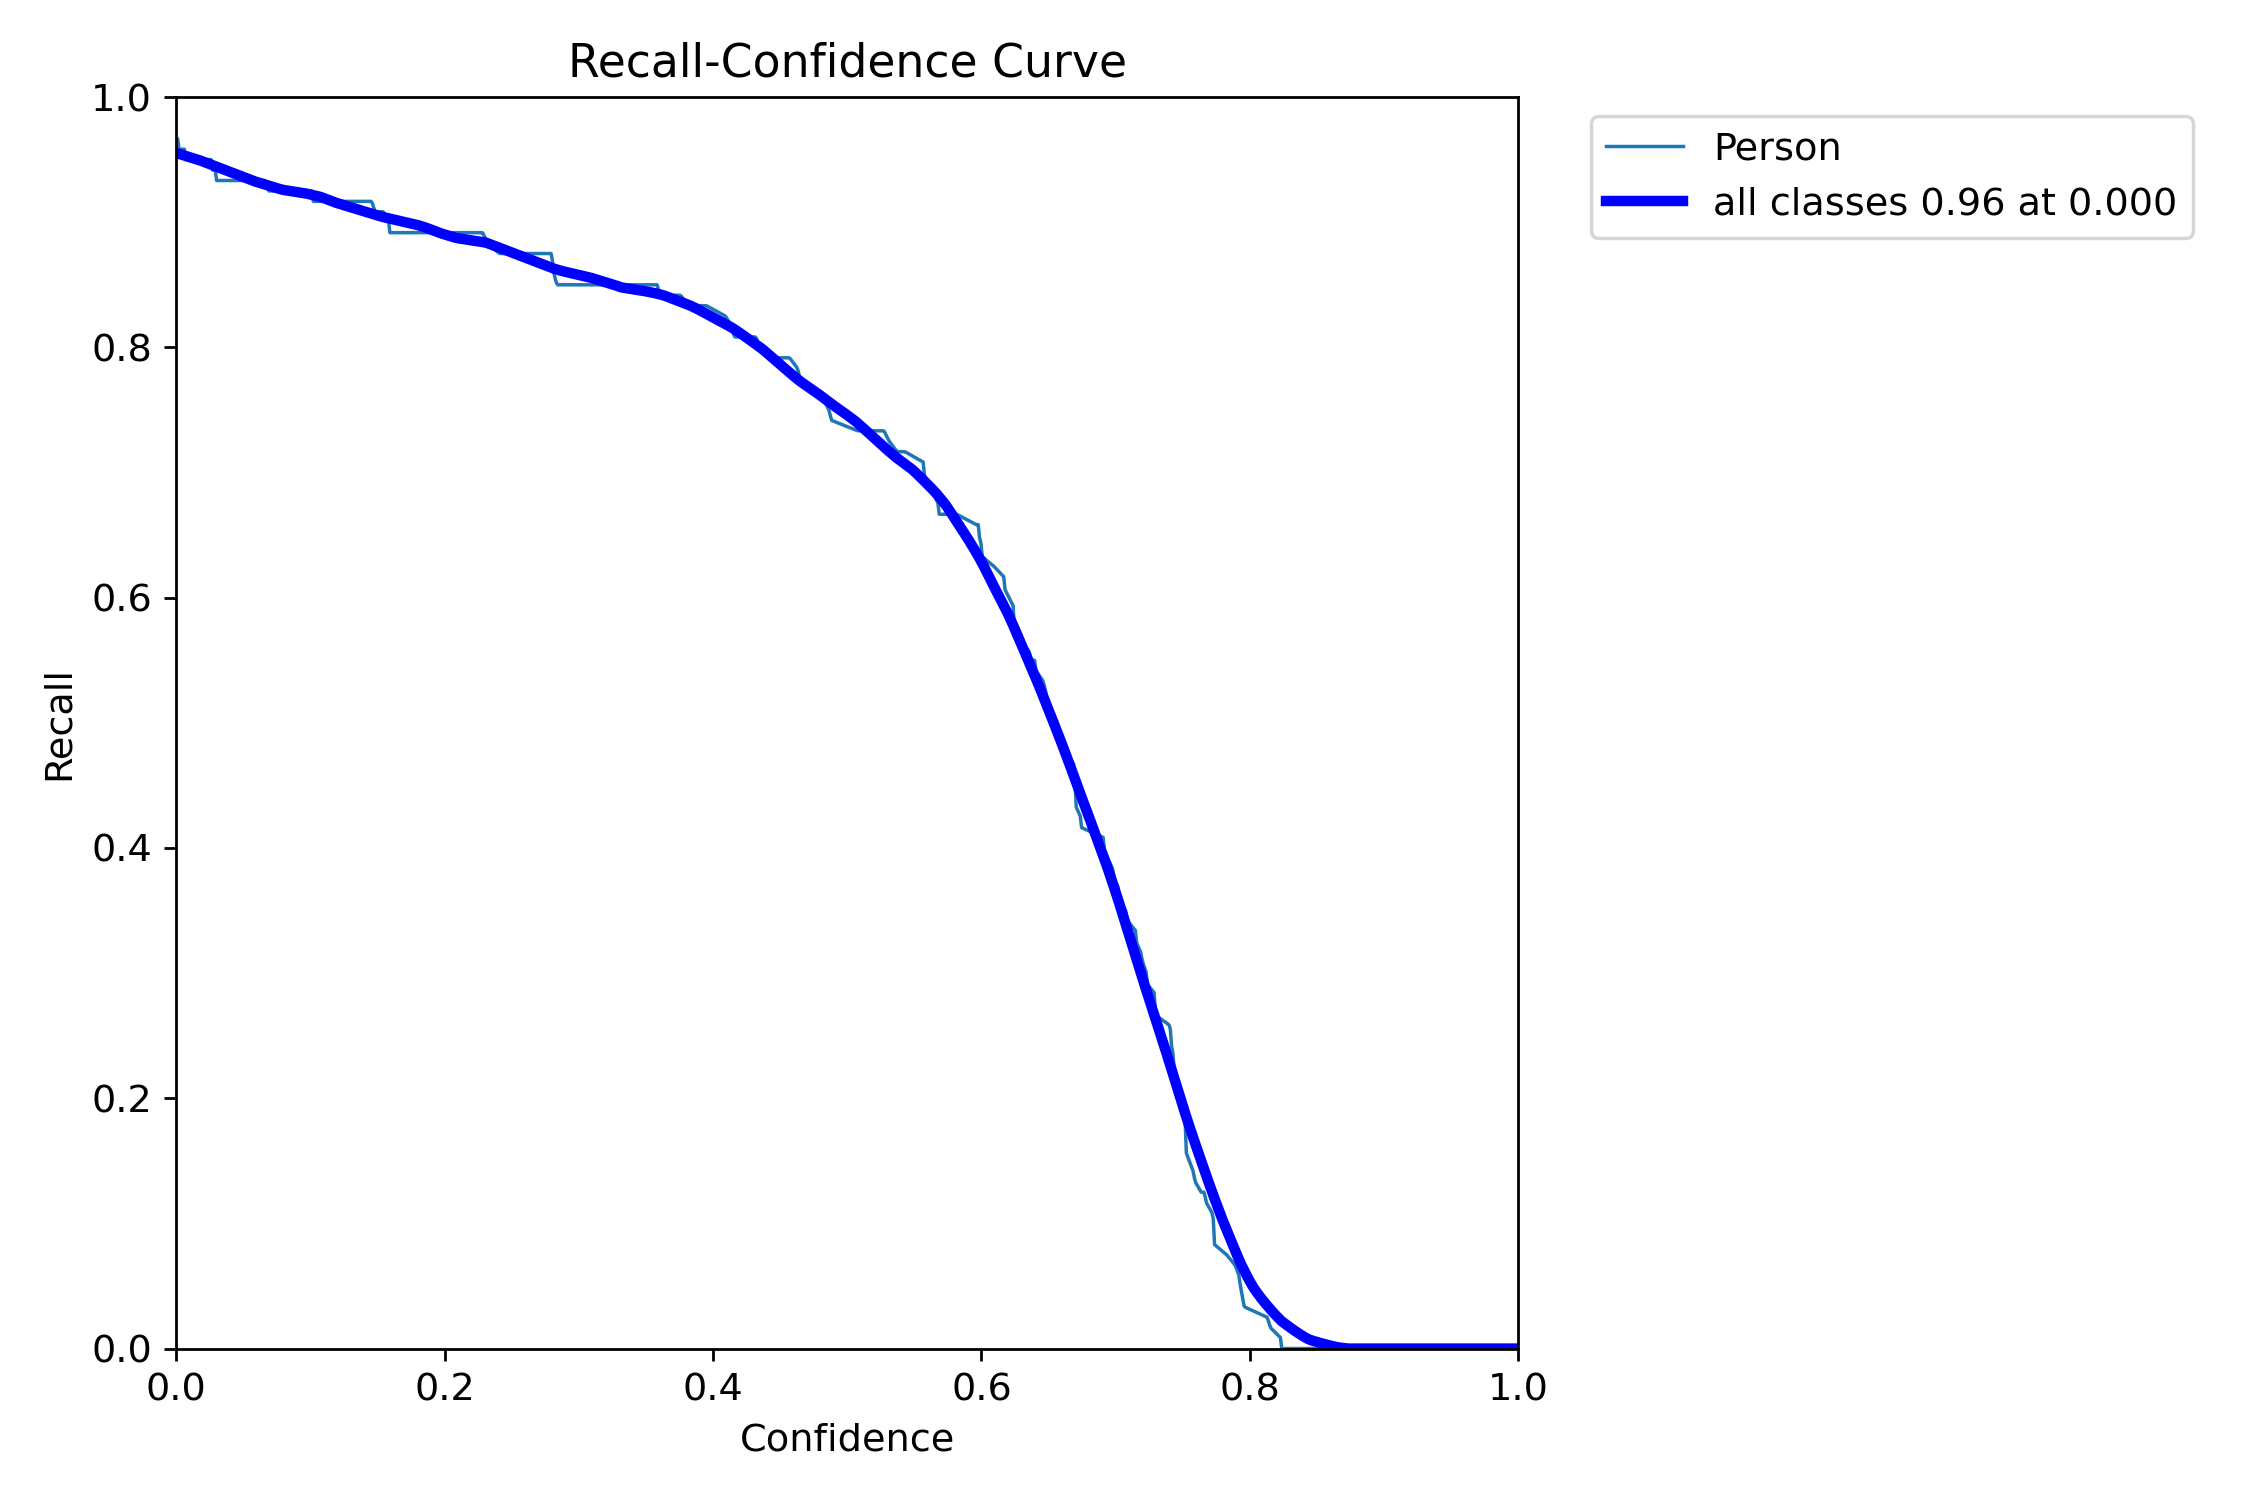 Recall-Confidence Curve
1.0
0.8
0.6
0.4
0.2
0.0
Recall
0.0 0.2 0.4 0.6 0.8 1.0
Confidence
Person
all classes 0.96 at 0.000